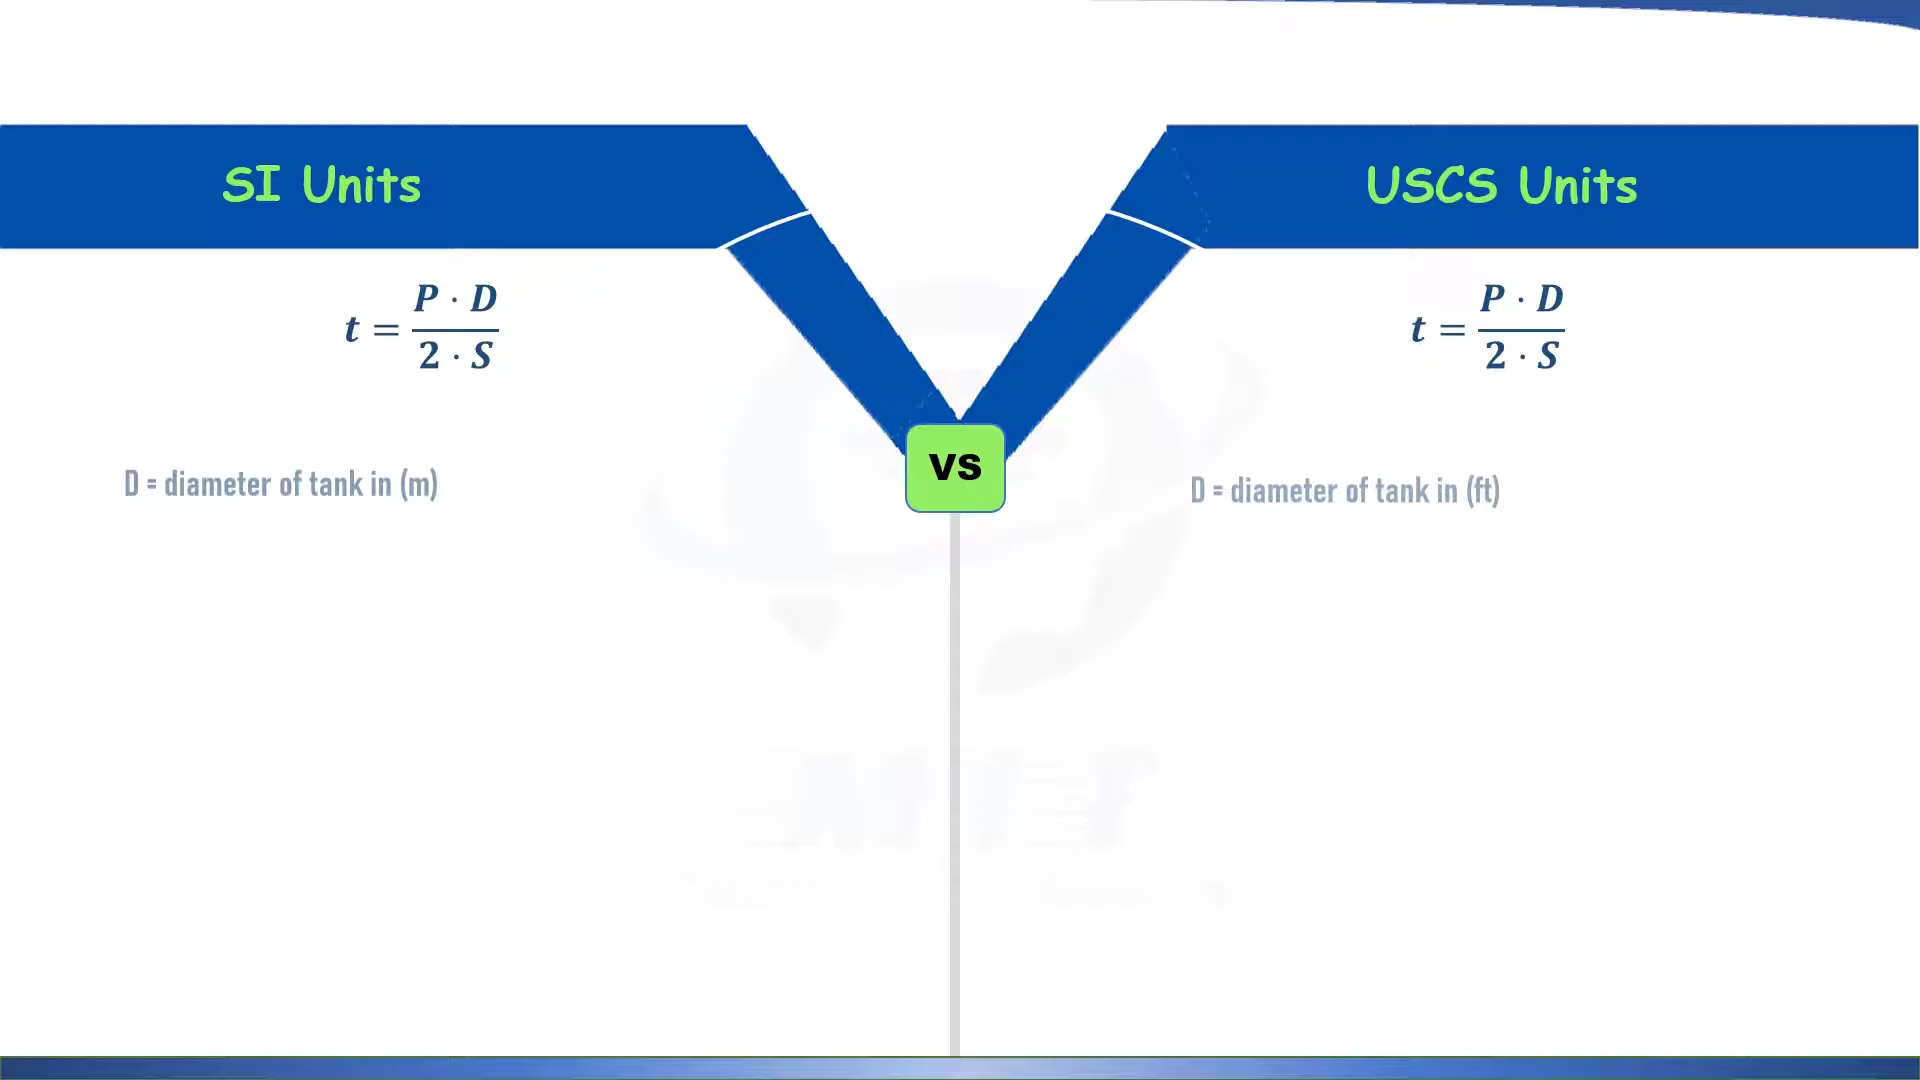 SI Units
t = P · D / 2 · S
D = diameter of tank in (m)
VS
USCS Units
t = P · D / 2 · S
D = diameter of tank in (ft)